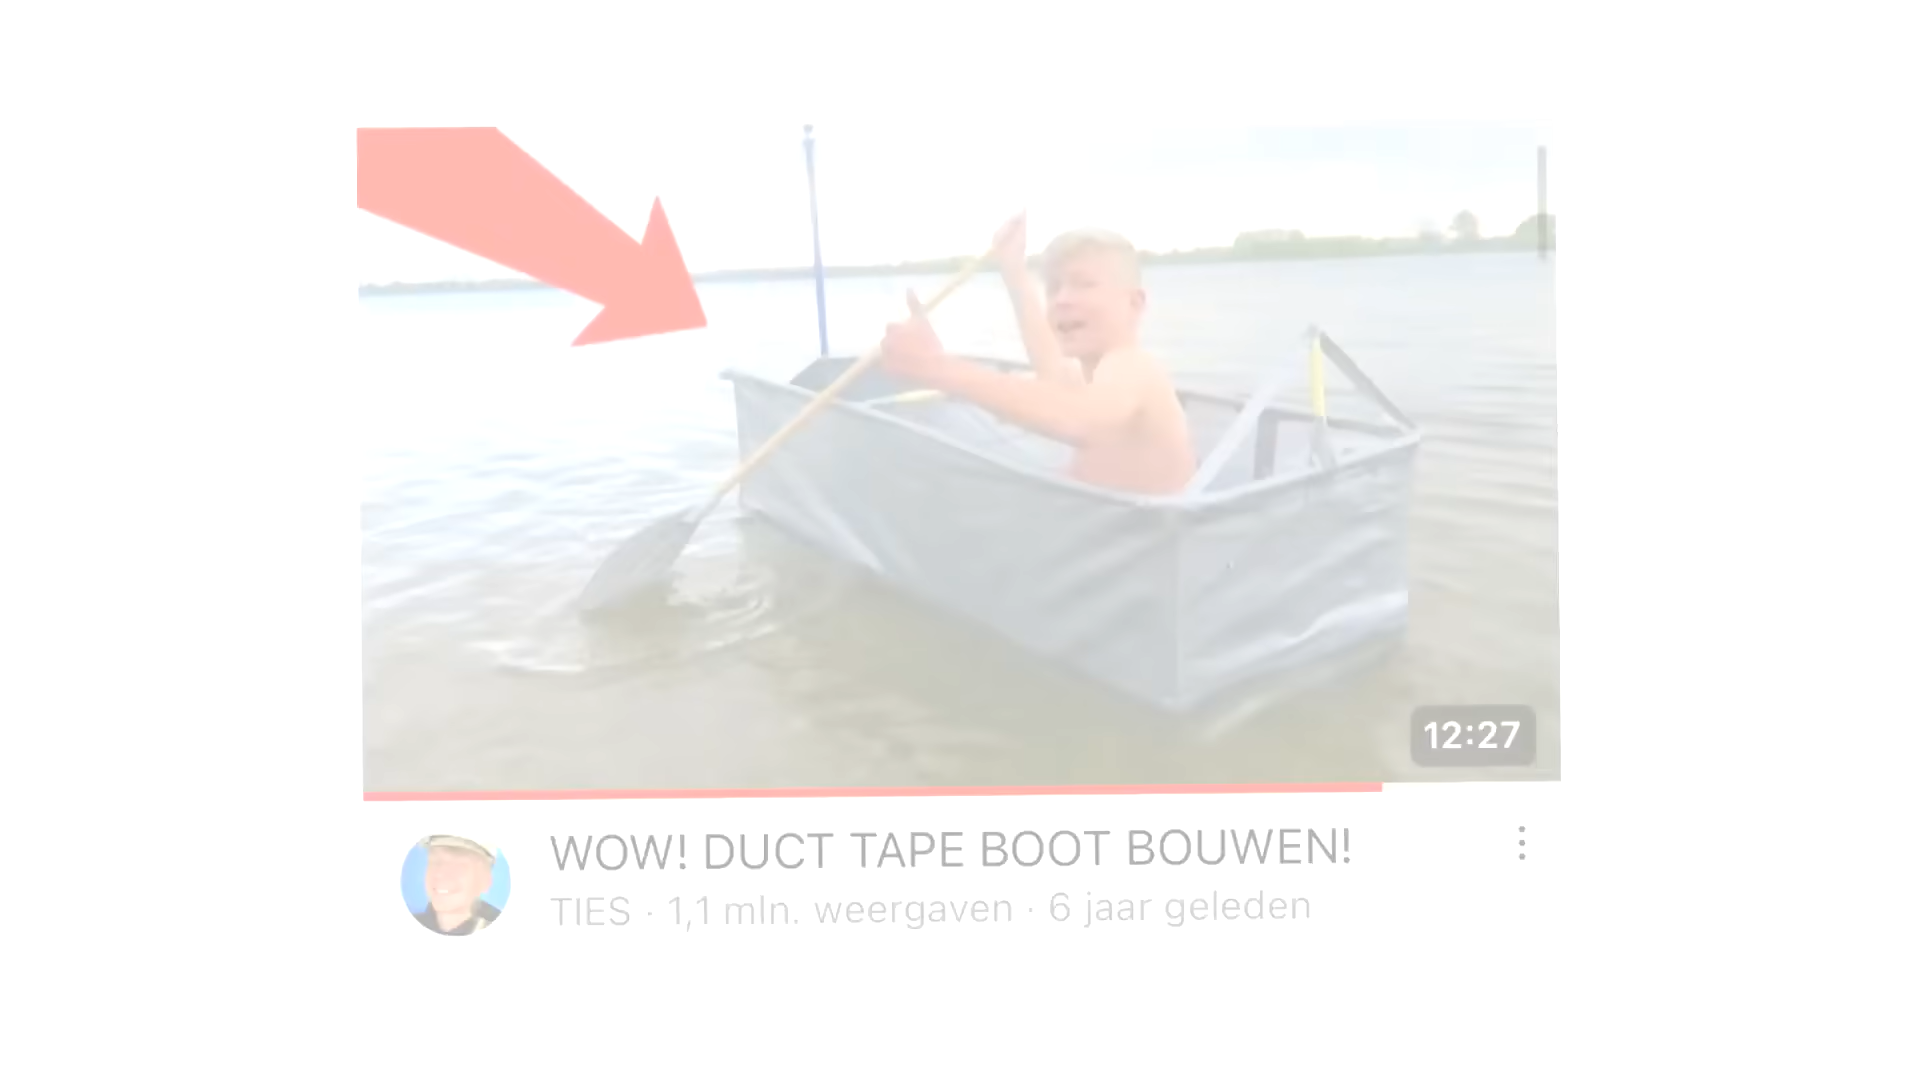 12:27
WOW! DUCT TAPE BOOT BOUWEN!
TIES · 1,1 mln. weergaven · 6 jaar geleden